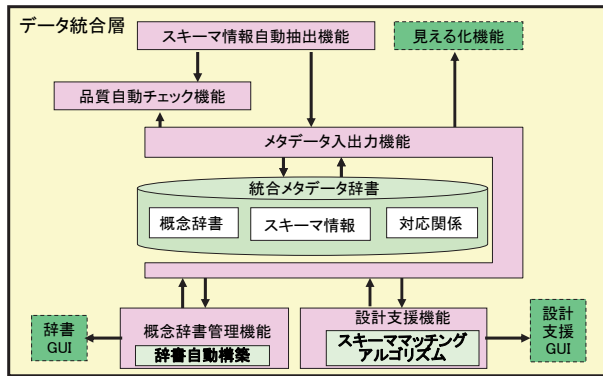 データ統合層
スキーマ情報自動抽出機能
見える化機能
品質自動チェック機能
メタデータ入出力機能
統合メタデータ辞書
概念辞書
スキーマ情報
対応関係
辞書
GUI
概念辞書管理機能
辞書自動構築
設計支援機能
スキーママッチング
アルゴリズム
設計
支援
GUI